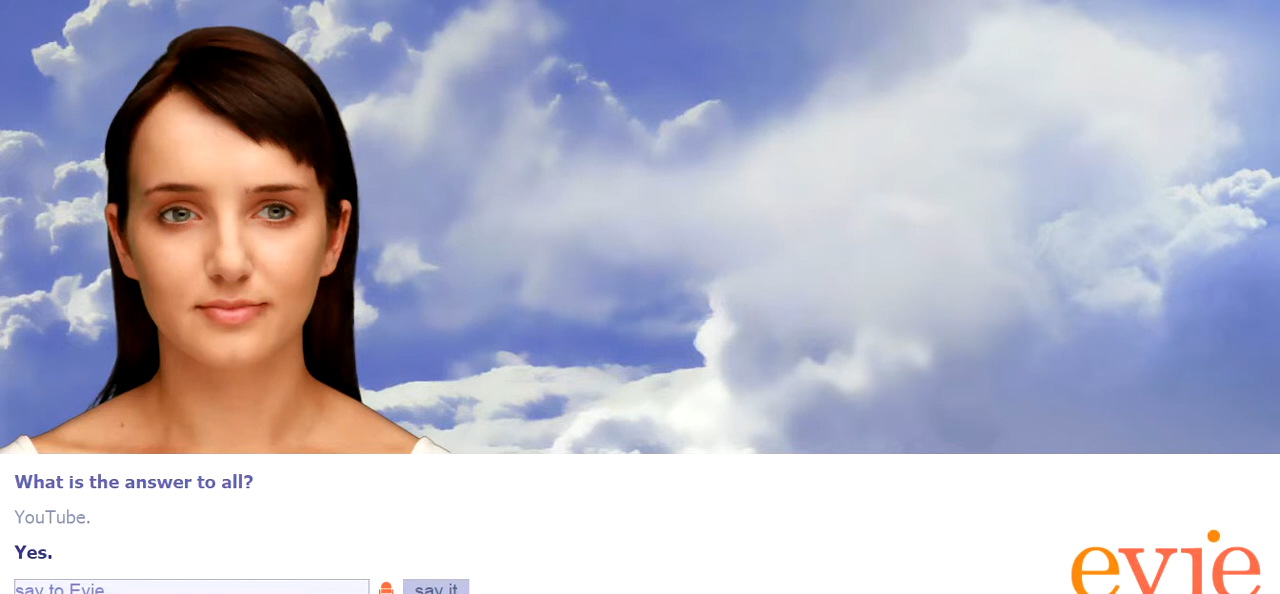 What is the answer to all?
YouTube.
Yes.
say to Evie
say it
evie